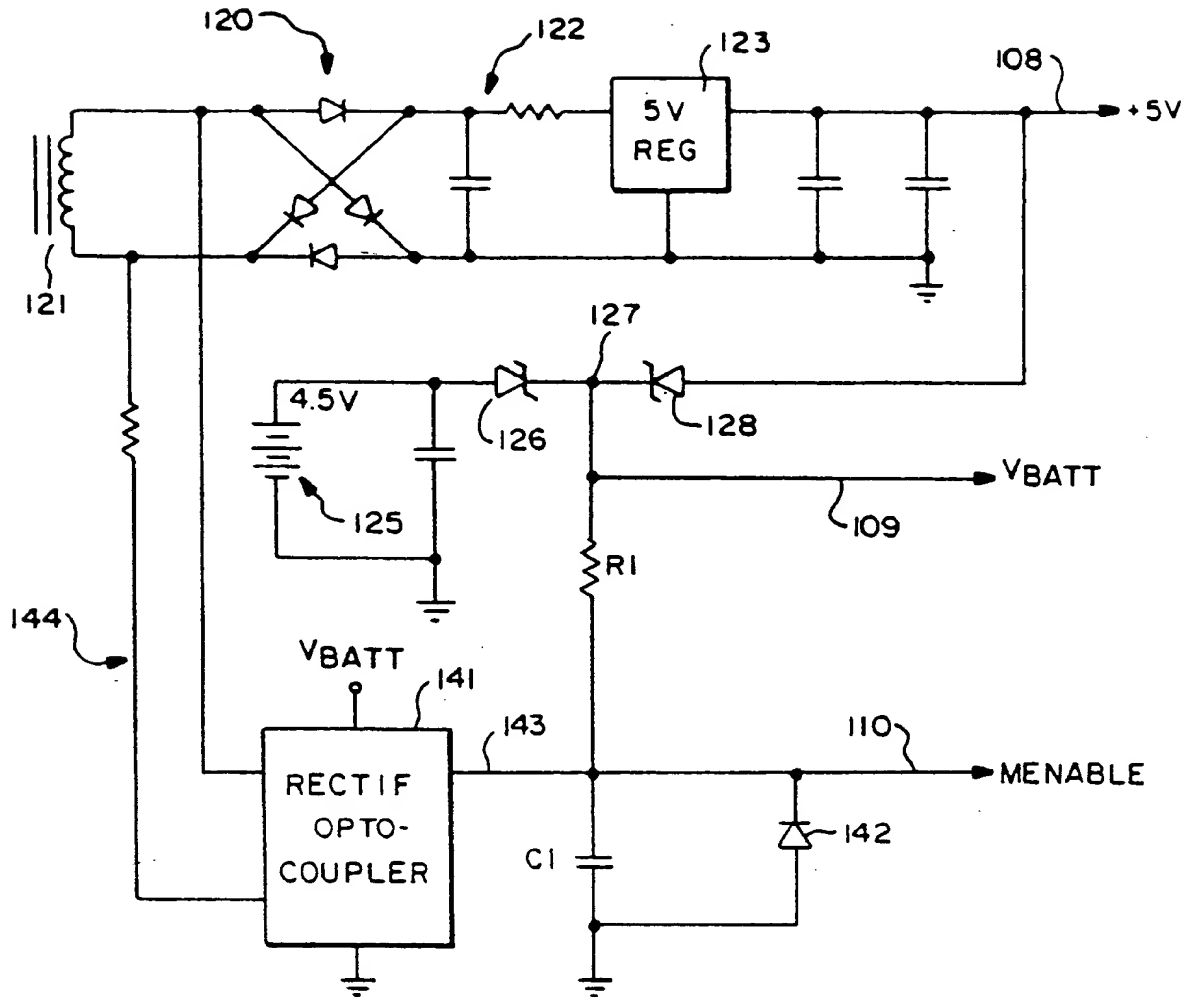 120
122
123
108
5V
REG
+5V
121
127
4.5V
126
128
125
VBATT
109
R1
144
VBATT
141
143
110
RECTIF
OPTO-
COUPLER
MENABLE
142
C1